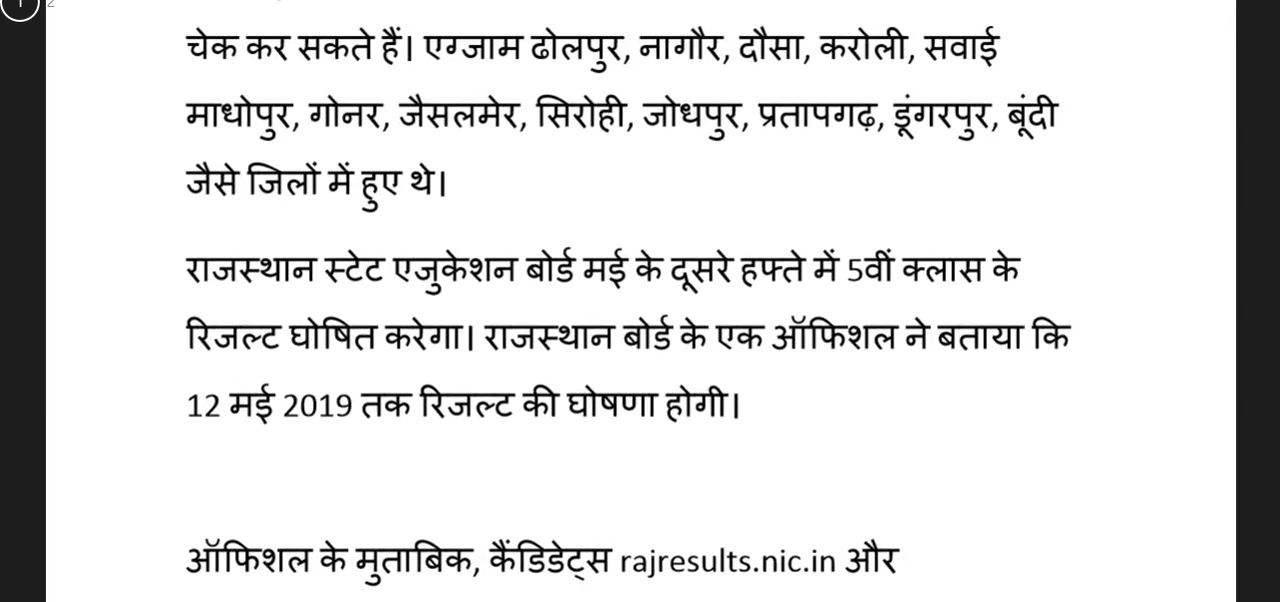 1
2
चेक कर सकते हैं। एग्जाम ढोलपुर, नागौर, दौसा, करोली, सवाई
माधोपुर, गोनर, जैसलमेर, सिरोही, जोधपुर, प्रतापगढ़, डूंगरपुर, बूंदी
जैसे जिलों में हुए थे।
राजस्थान स्टेट एजुकेशन बोर्ड मई के दूसरे हफ्ते में 5वीं क्लास के
रिजल्ट घोषित करेगा। राजस्थान बोर्ड के एक ऑफिशल ने बताया कि
12 मई 2019 तक रिजल्ट की घोषणा होगी।
ऑफिशल के मुताबिक, कैंडिडेट्स rajresults.nic.in और